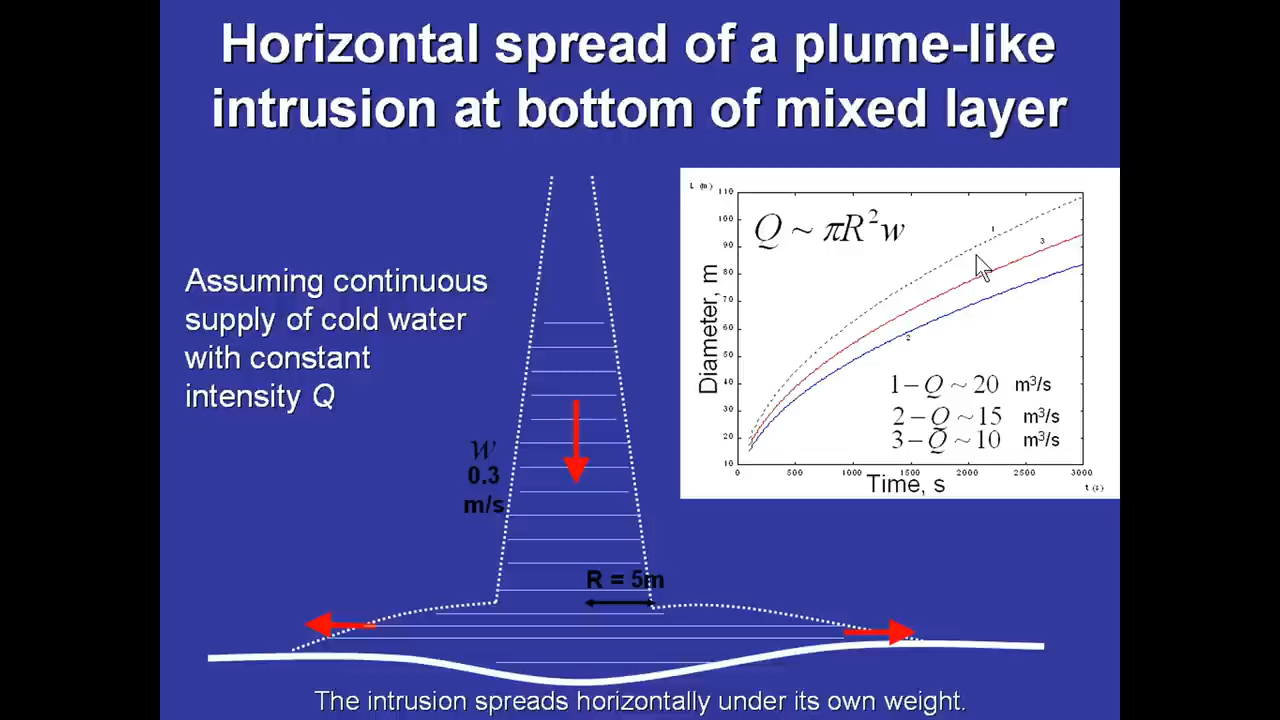 Horizontal spread of a plume-like
intrusion at bottom of mixed layer
Assuming continuous
supply of cold water
with constant
intensity Q
w
0.3
m/s
R = 5m
L (m)
110
100
90
80
70
60
50
40
30
20
10
Diameter, m
Q ~ πR²w
1
3
2
1 – Q ~ 20 m³/s
2 – Q ~ 15 m³/s
3 – Q ~ 10 m³/s
0 500 1000 1500 2000 2500 3000
Time, s
t (s)
The intrusion spreads horizontally under its own weight.